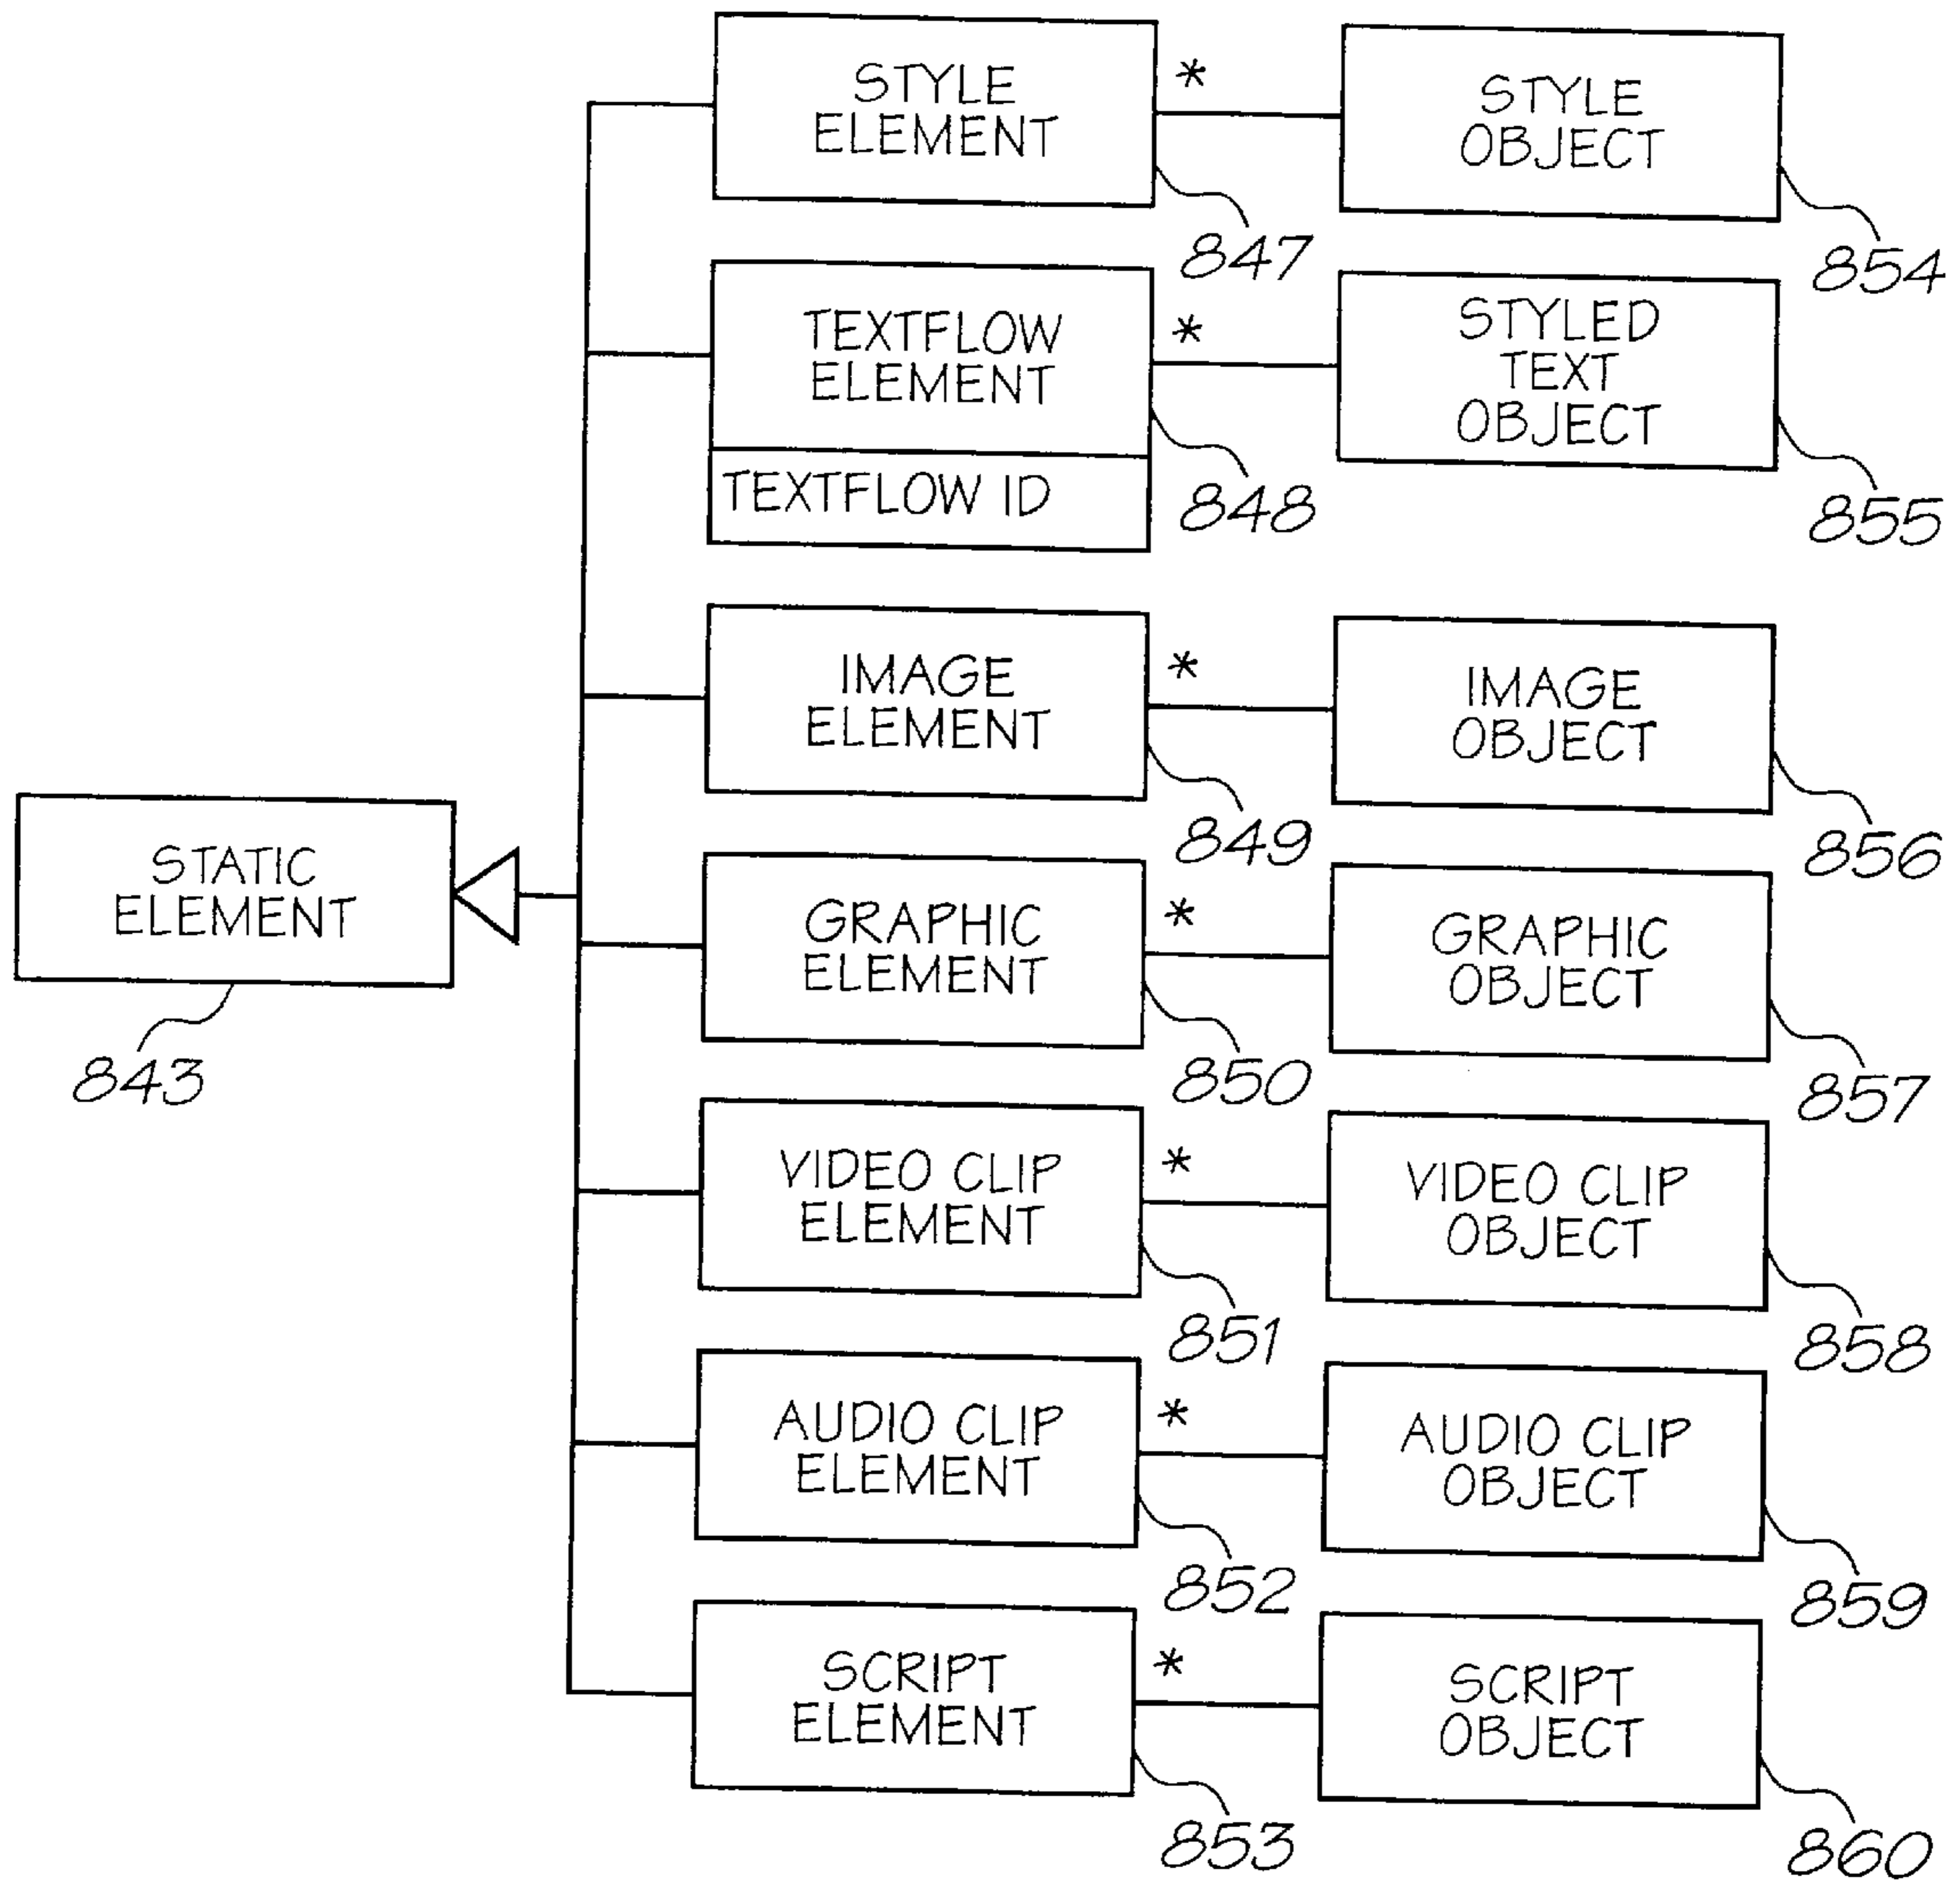 STYLE
ELEMENT
*
847
STYLE
OBJECT
854
TEXTFLOW
ELEMENT
TEXTFLOW ID
*
848
STYLED
TEXT
OBJECT
855
IMAGE
ELEMENT
*
849
IMAGE
OBJECT
856
STATIC
ELEMENT
843
GRAPHIC
ELEMENT
*
850
GRAPHIC
OBJECT
857
VIDEO CLIP
ELEMENT
*
851
VIDEO CLIP
OBJECT
858
AUDIO CLIP
ELEMENT
*
852
AUDIO CLIP
OBJECT
859
SCRIPT
ELEMENT
*
853
SCRIPT
OBJECT
860